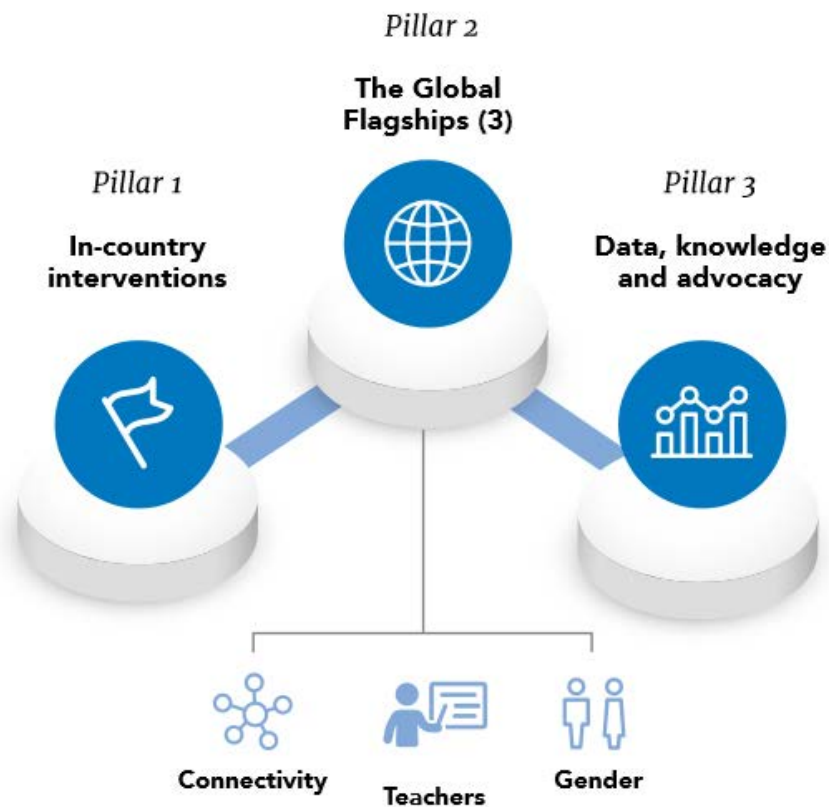 Pillar 2
The Global
Flagships (3)
Pillar 1
In-country
interventions
Pillar 3
Data, knowledge
and advocacy
Connectivity
Teachers
Gender